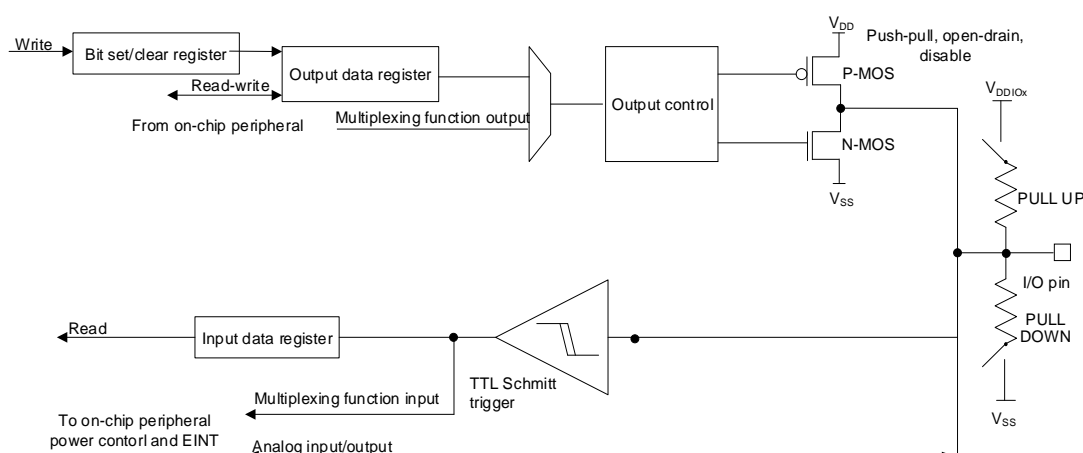 Write
Bit set/clear register
Read-write
From on-chip peripheral
Output data register
Multiplexing function output
Output control
VDD
Push-pull, open-drain,
disable
P-MOS
N-MOS
VSS
VDDIOx
PULL UP
I/O pin
PULL
DOWN
VSS
Read
Input data register
TTL Schmitt
trigger
Multiplexing function input
To on-chip peripheral
power contorl and EINT
Analog input/output